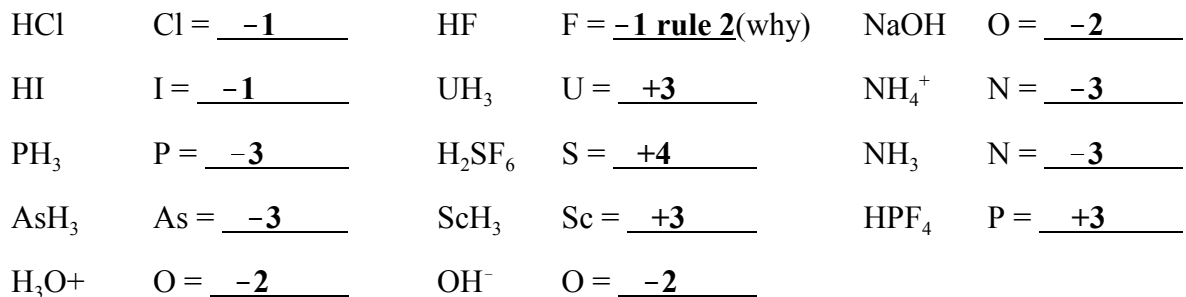 HCl Cl = −1 HF F = −1 rule 2(why) NaOH O = −2
HI I = −1 UH₃ U = +3 NH₄⁺ N = −3
PH₃ P = −3 H₂SF₆ S = +4 NH₃ N = −3
AsH₃ As = −3 ScH₃ Sc = +3 HPF₄ P = +3
H₃O+ O = −2 OH⁻ O = −2